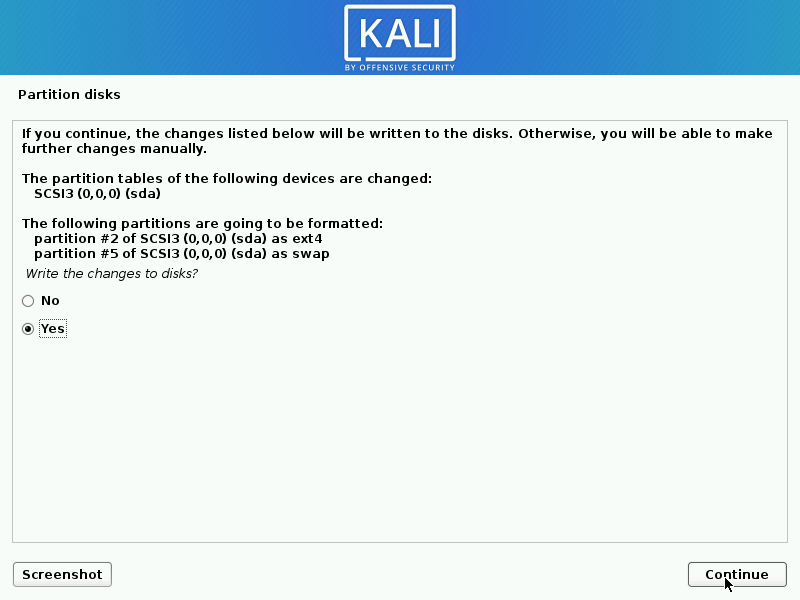 KALI
BY OFFENSIVE SECURITY
Partition disks
If you continue, the changes listed below will be written to the disks. Otherwise, you will be able to make
further changes manually.
The partition tables of the following devices are changed:
SCSI3 (0,0,0) (sda)
The following partitions are going to be formatted:
partition #2 of SCSI3 (0,0,0) (sda) as ext4
partition #5 of SCSI3 (0,0,0) (sda) as swap
Write the changes to disks?
No
Yes
Screenshot
Continue